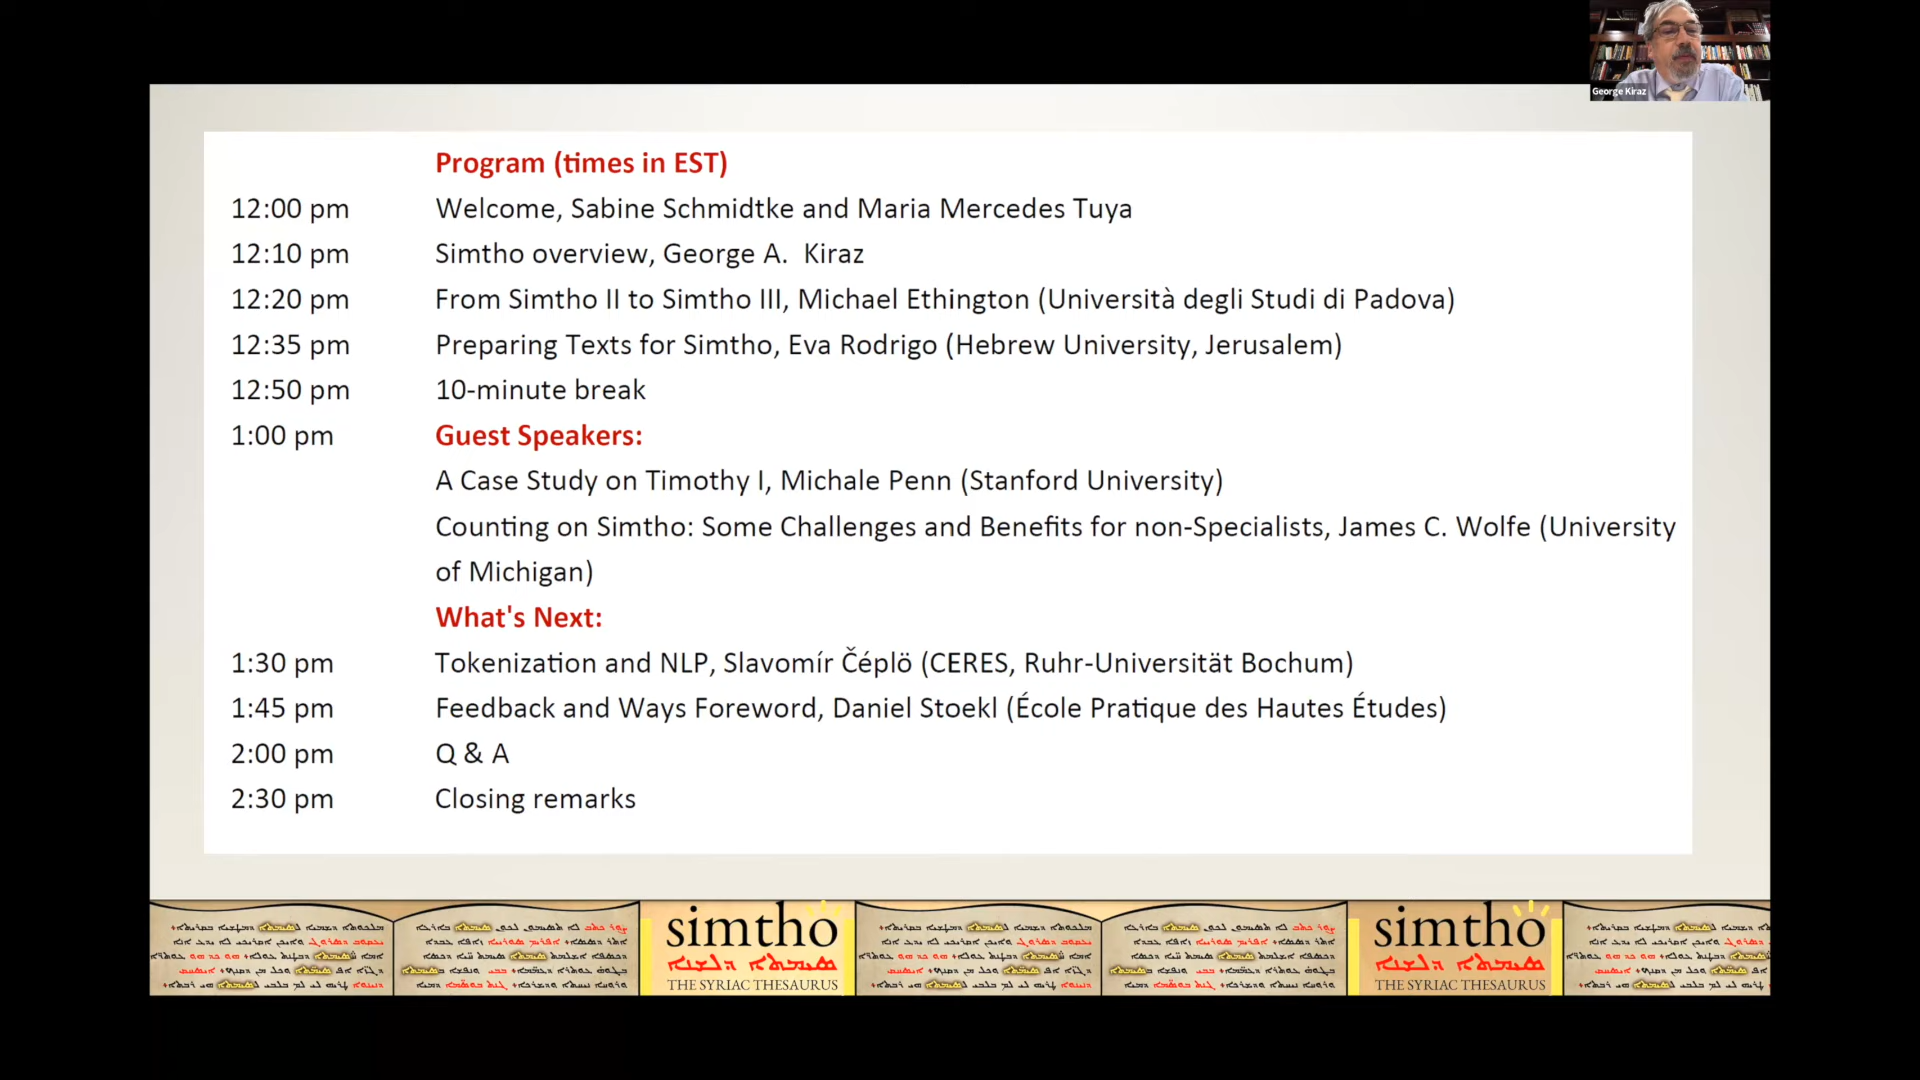 George Kiraz
Program (times in EST)
12:00 pm Welcome, Sabine Schmidtke and Maria Mercedes Tuya
12:10 pm Simtho overview, George A. Kiraz
12:20 pm From Simtho II to Simtho III, Michael Ethington (Università degli Studi di Padova)
12:35 pm Preparing Texts for Simtho, Eva Rodrigo (Hebrew University, Jerusalem)
12:50 pm 10-minute break
1:00 pm Guest Speakers:
A Case Study on Timothy I, Michale Penn (Stanford University)
Counting on Simtho: Some Challenges and Benefits for non-Specialists, James C. Wolfe (University
of Michigan)
What's Next:
1:30 pm Tokenization and NLP, Slavomír Čéplö (CERES, Ruhr-Universität Bochum)
1:45 pm Feedback and Ways Foreword, Daniel Stoekl (École Pratique des Hautes Études)
2:00 pm Q & A
2:30 pm Closing remarks
simtho
ܣܝܡܬܐ ܕܠܫܢܐ
THE SYRIAC THESAURUS
simtho
ܣܝܡܬܐ ܕܠܫܢܐ
THE SYRIAC THESAURUS